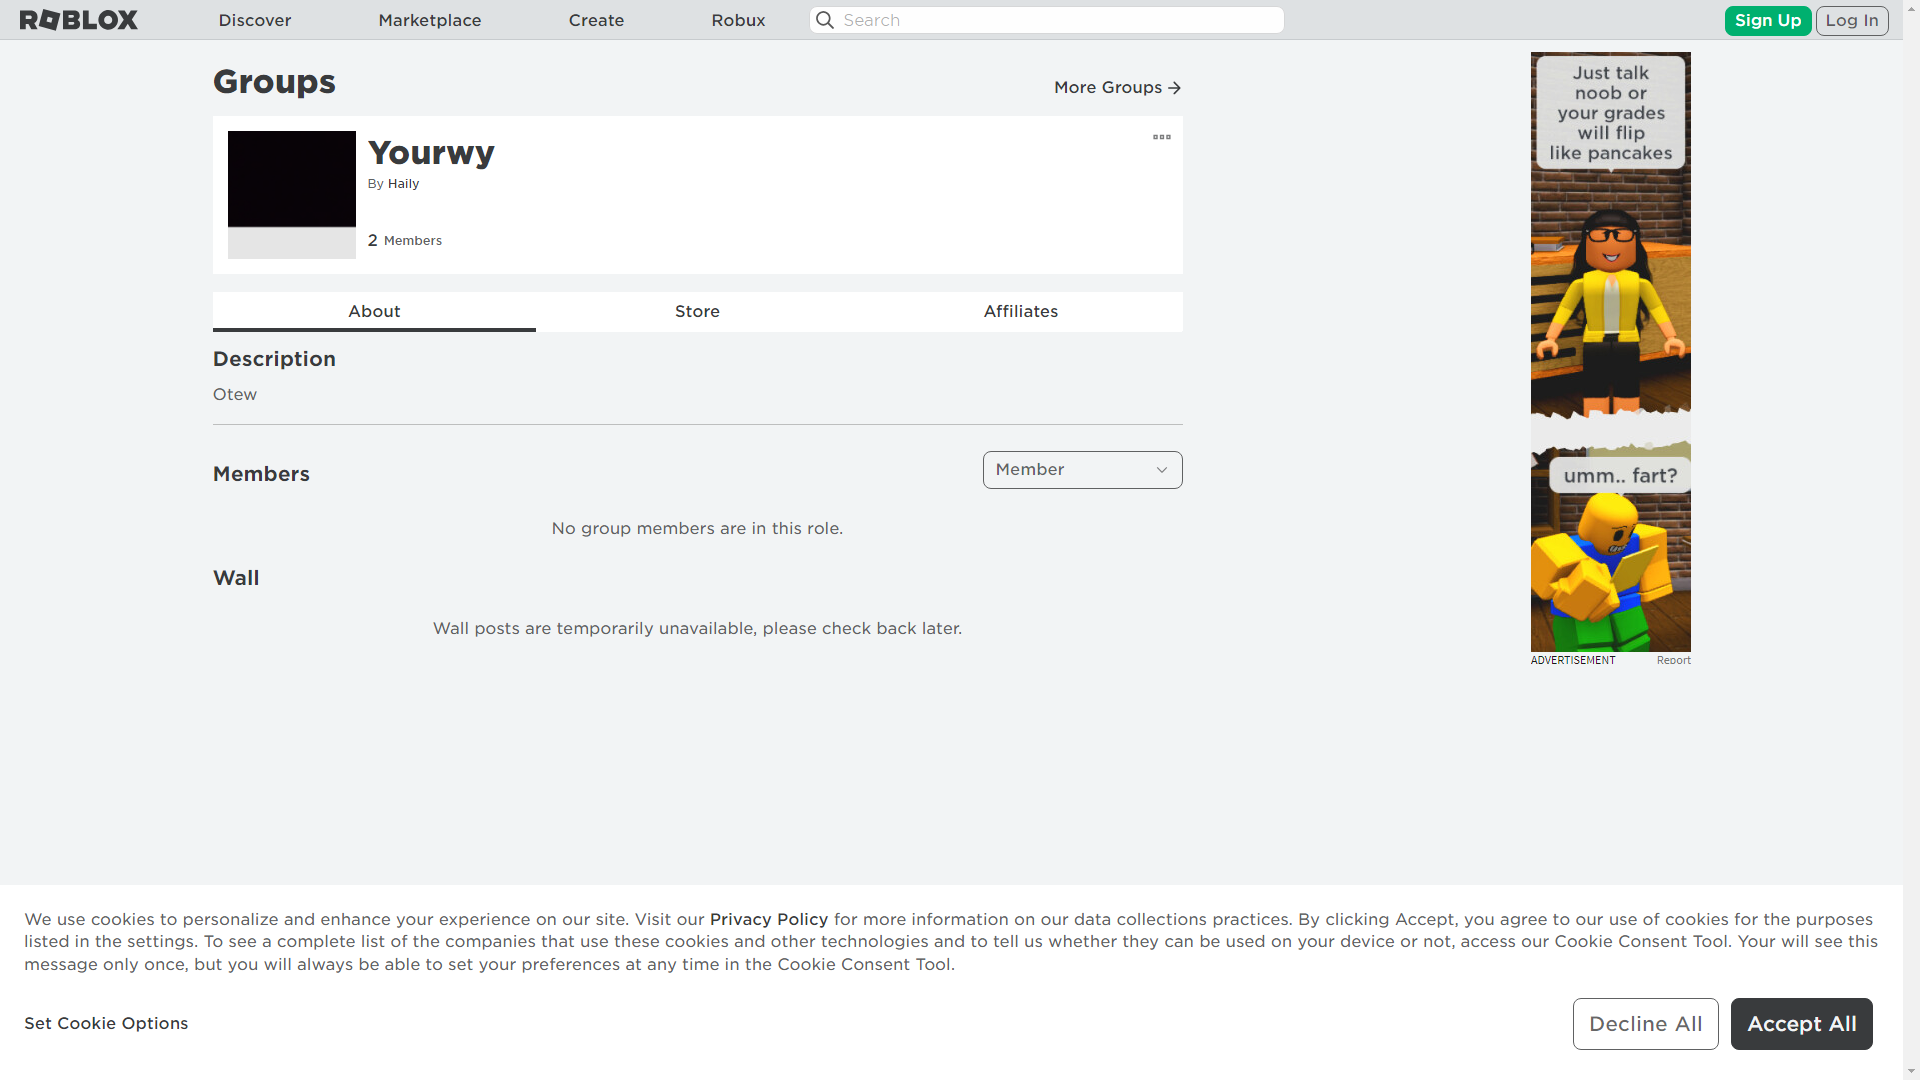 ROBLOX
Discover
Marketplace
Create
Robux
Search
Sign Up
Log In
Groups
More Groups
Yourwy
By Haily
2 Members
About
Store
Affiliates
Description
Otew
Members
Member
No group members are in this role.
Wall
Wall posts are temporarily unavailable, please check back later.
Just talk
noob or
your grades
will flip
like pancakes
umm.. fart?
ADVERTISEMENT
Report
We use cookies to personalize and enhance your experience on our site. Visit our Privacy Policy for more information on our data collections practices. By clicking Accept, you agree to our use of cookies for the purposes
listed in the settings. To see a complete list of the companies that use these cookies and other technologies and to tell us whether they can be used on your device or not, access our Cookie Consent Tool. Your will see this
message only once, but you will always be able to set your preferences at any time in the Cookie Consent Tool.
Set Cookie Options
Decline All
Accept All